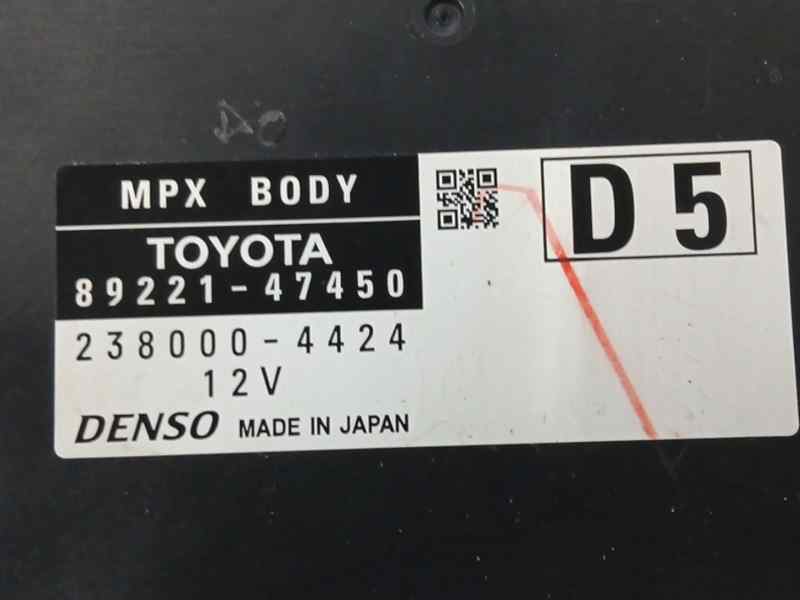 MPX BODY
D 5
TOYOTA
89221-47450
238000-4424
12V
DENSO MADE IN JAPAN